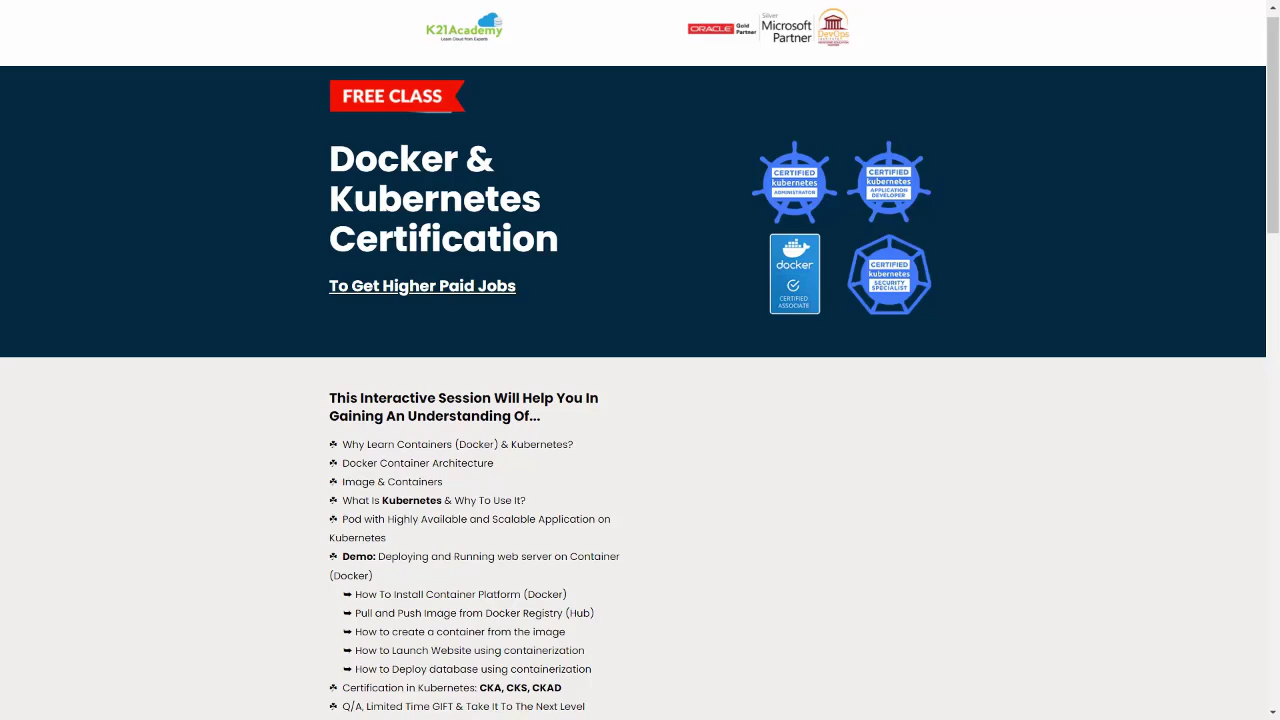 K21Academy
Learn Cloud from Experts
ORACLE Gold Partner
Silver Microsoft Partner
DevOps
FREE CLASS
Docker &
Kubernetes
Certification
To Get Higher Paid Jobs
CERTIFIED kubernetes ADMINISTRATOR
CERTIFIED kubernetes APPLICATION DEVELOPER
docker CERTIFIED ASSOCIATE
CERTIFIED kubernetes SECURITY SPECIALIST
This Interactive Session Will Help You In
Gaining An Understanding Of...
☘ Why Learn Containers (Docker) & Kubernetes?
☘ Docker Container Architecture
☘ Image & Containers
☘ What Is Kubernetes & Why To Use It?
☘ Pod with Highly Available and Scalable Application on
Kubernetes
☘ Demo: Deploying and Running web server on Container
(Docker)
➥ How To Install Container Platform (Docker)
➥ Pull and Push Image from Docker Registry (Hub)
➥ How to create a container from the image
➥ How to Launch Website using containerization
➥ How to Deploy database using containerization
☘ Certification in Kubernetes: CKA, CKS, CKAD
☘ Q/A, Limited Time GIFT & Take It To The Next Level